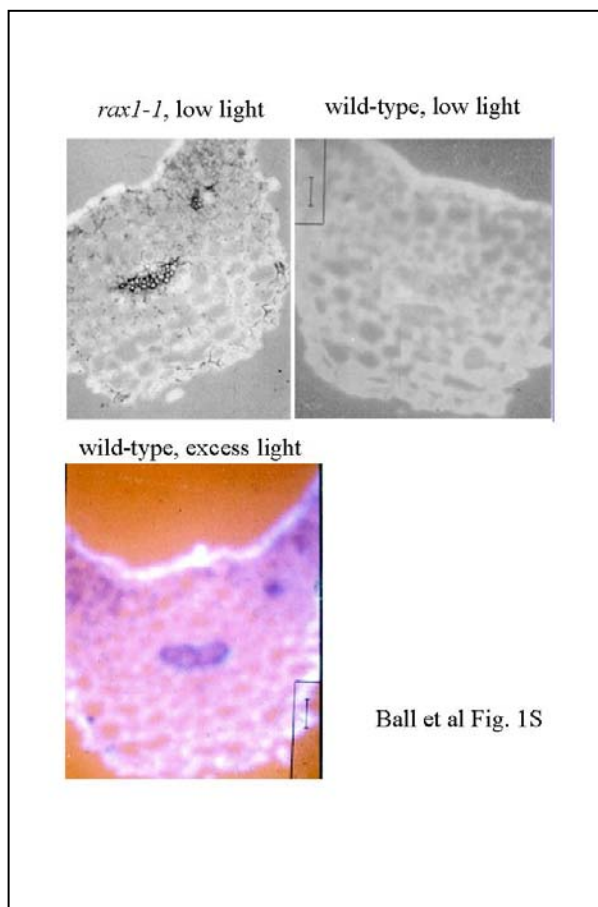 rax1-1, low light
wild-type, low light
wild-type, excess light
Ball et al Fig. 1S